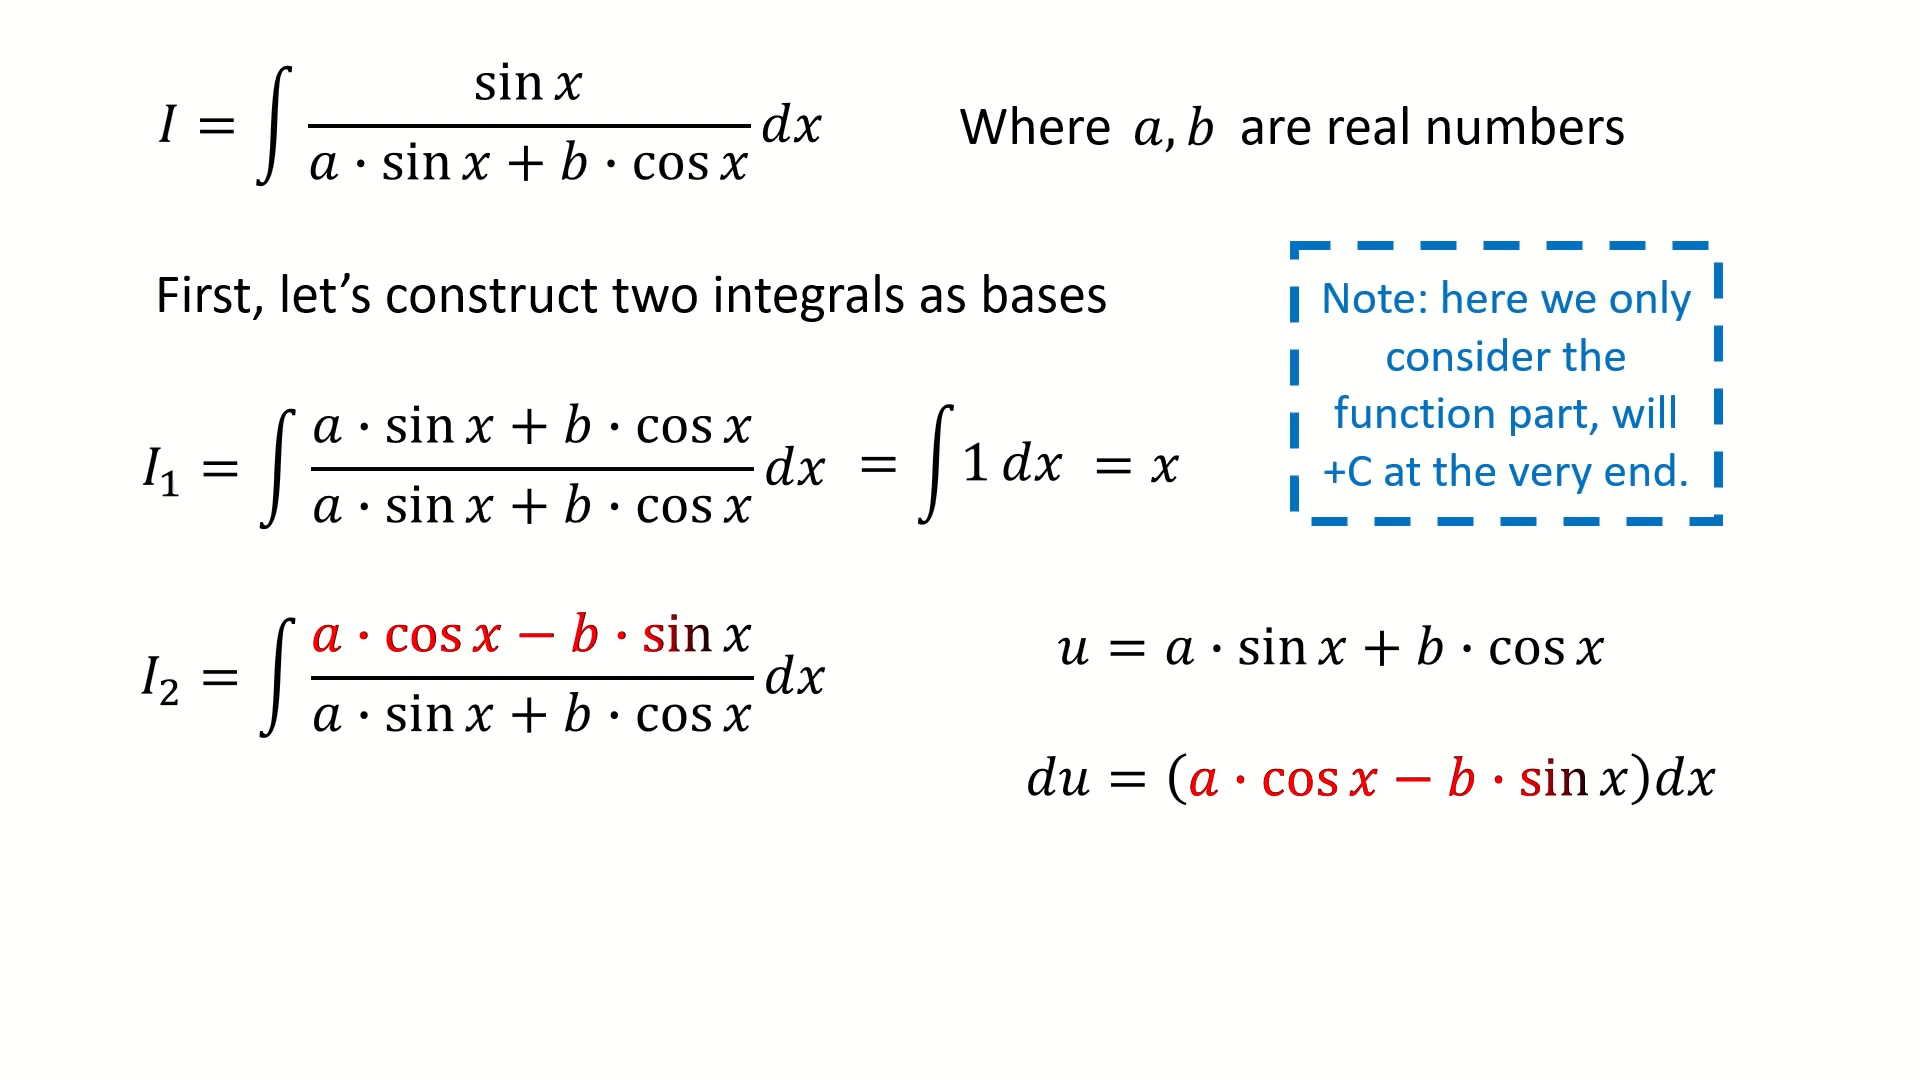 I = ∫ sin x / (a · sin x + b · cos x) dx Where a, b are real numbers
First, let’s construct two integrals as bases
Note: here we only
consider the
function part, will
+C at the very end.
I₁ = ∫ (a · sin x + b · cos x) / (a · sin x + b · cos x) dx = ∫ 1 dx = x
I₂ = ∫ (a · cos x − b · sin x) / (a · sin x + b · cos x) dx
u = a · sin x + b · cos x
du = (a · cos x − b · sin x)dx